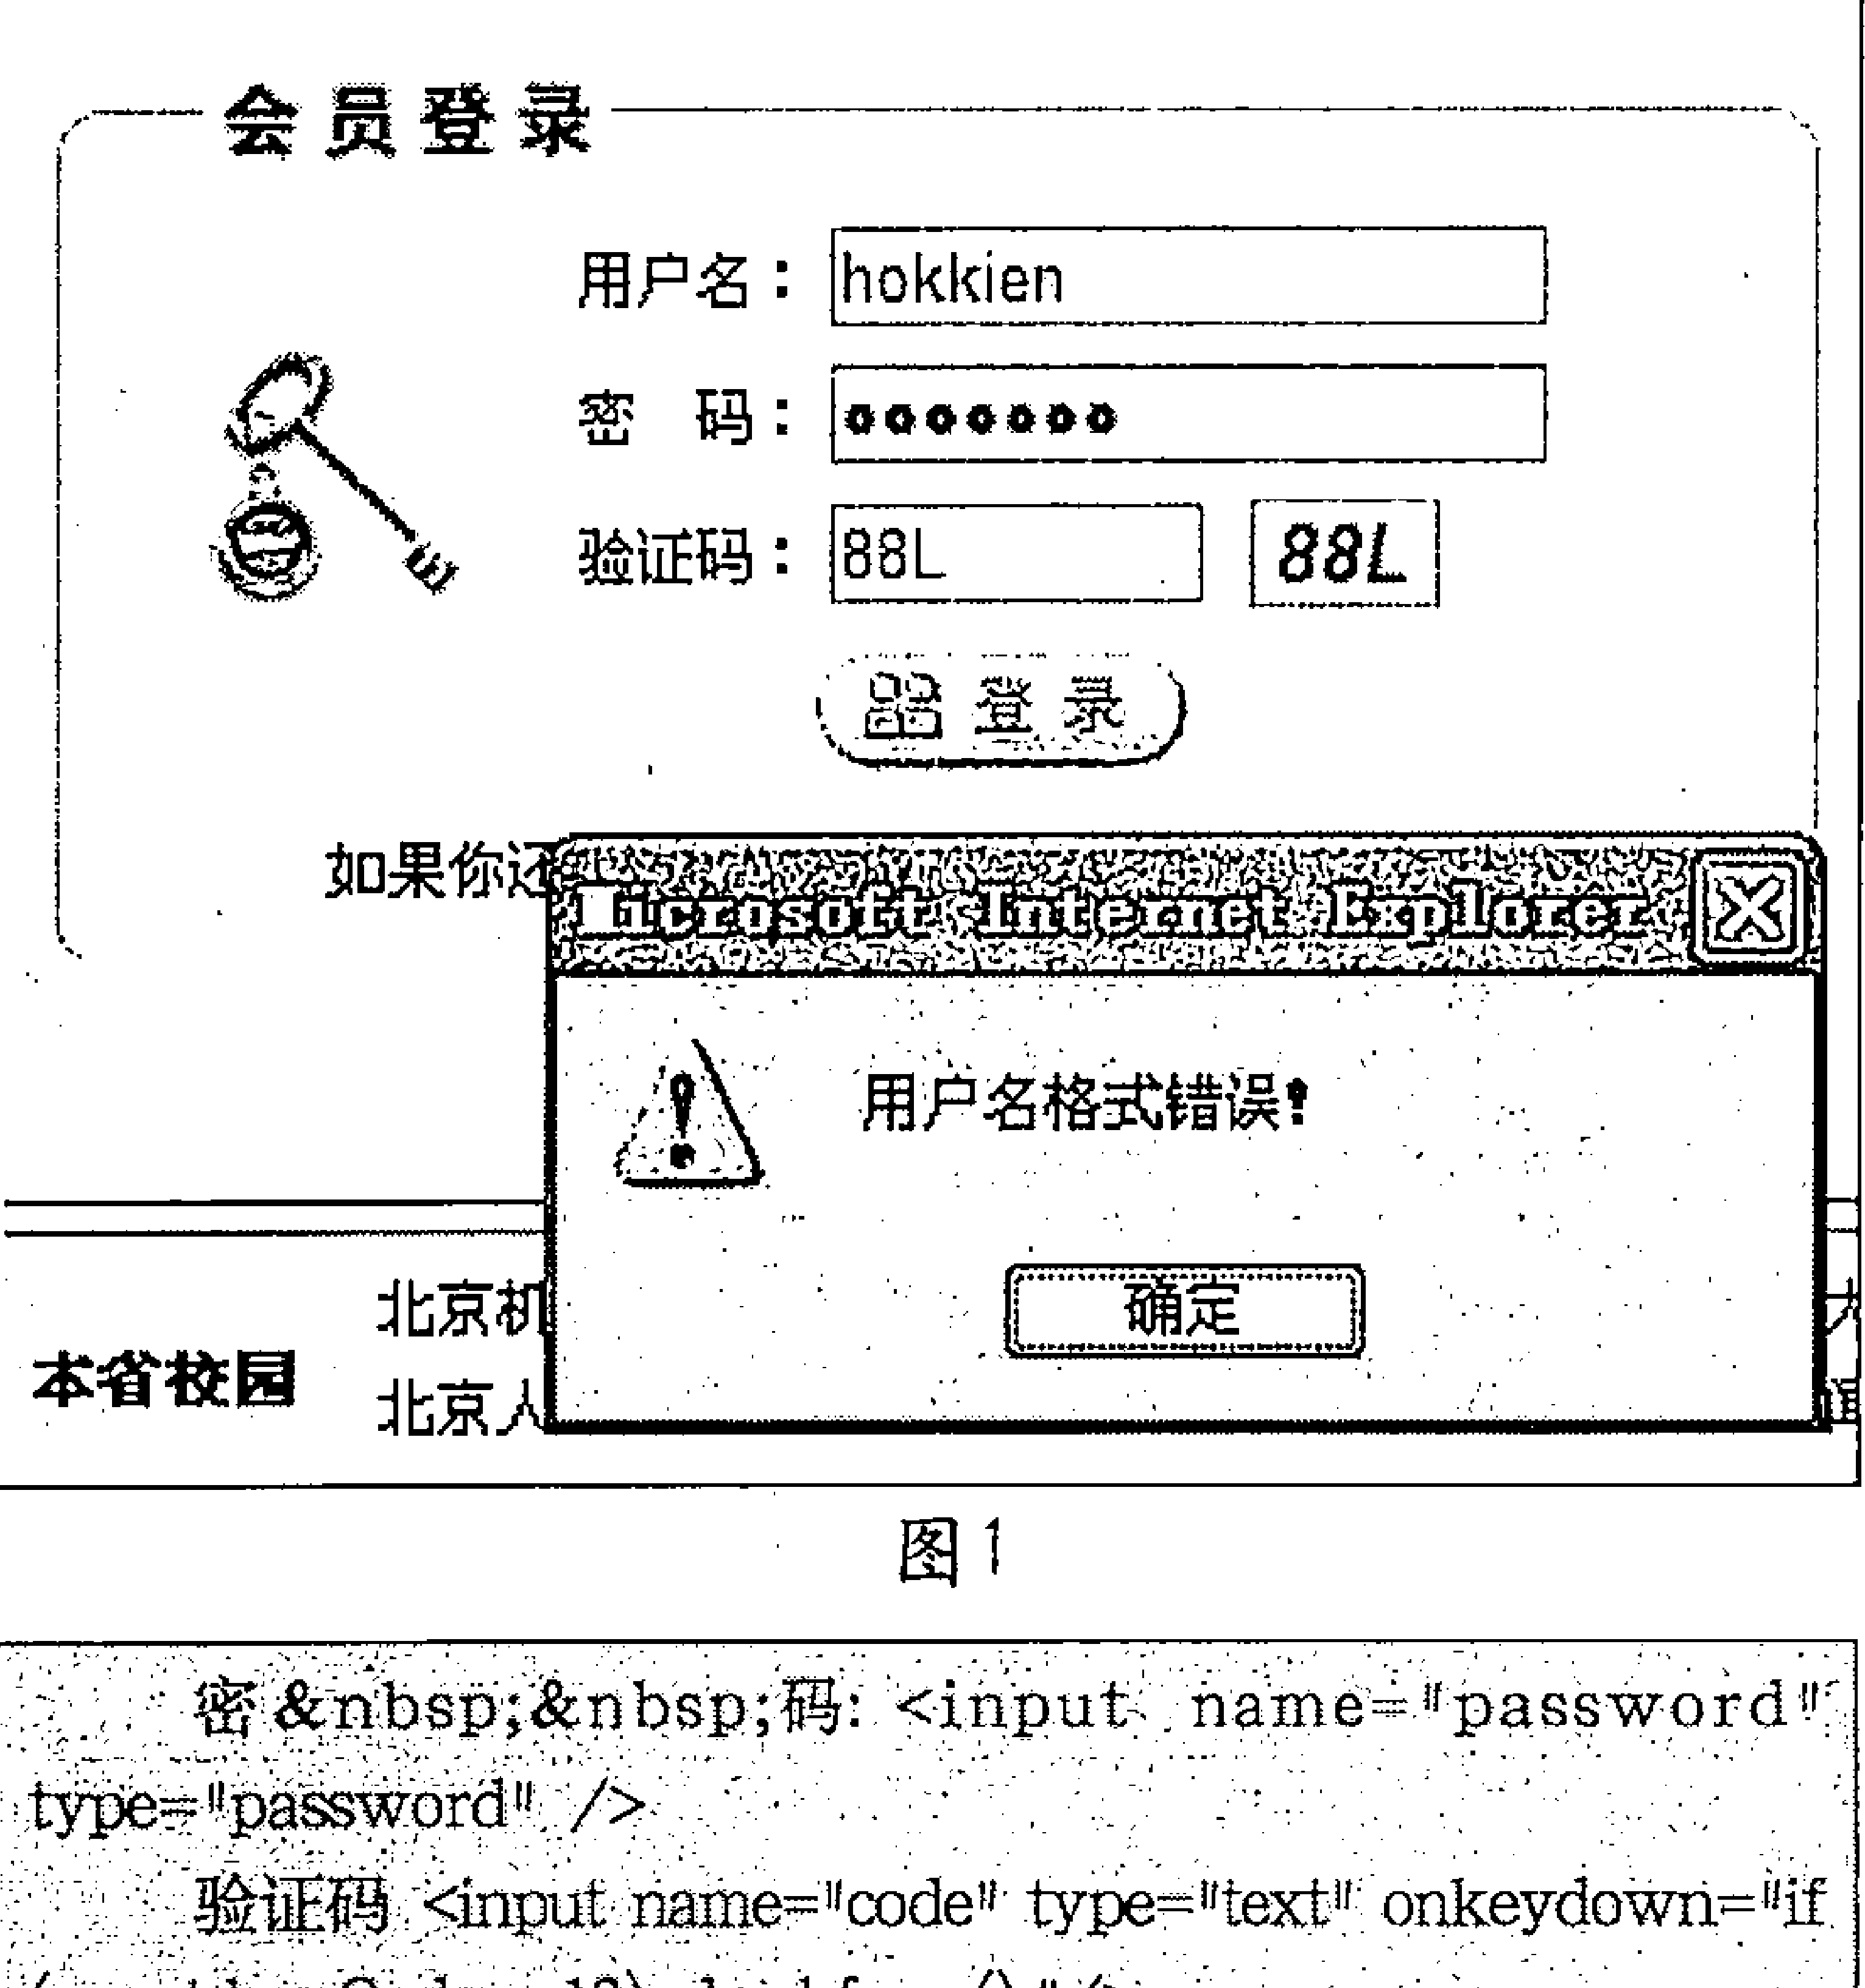 会员登录
用户名：hokkien
密 码：
验证码：88L 88L
登录
如果你还
Microsoft Internet Explorer
用户名格式错误!
确定
北京机
本省校园
北京人
图1
密&nbsp;&nbsp;码: <input name="password"
type="password" />
验证码 <input name="code" type="text" onkeydown="if